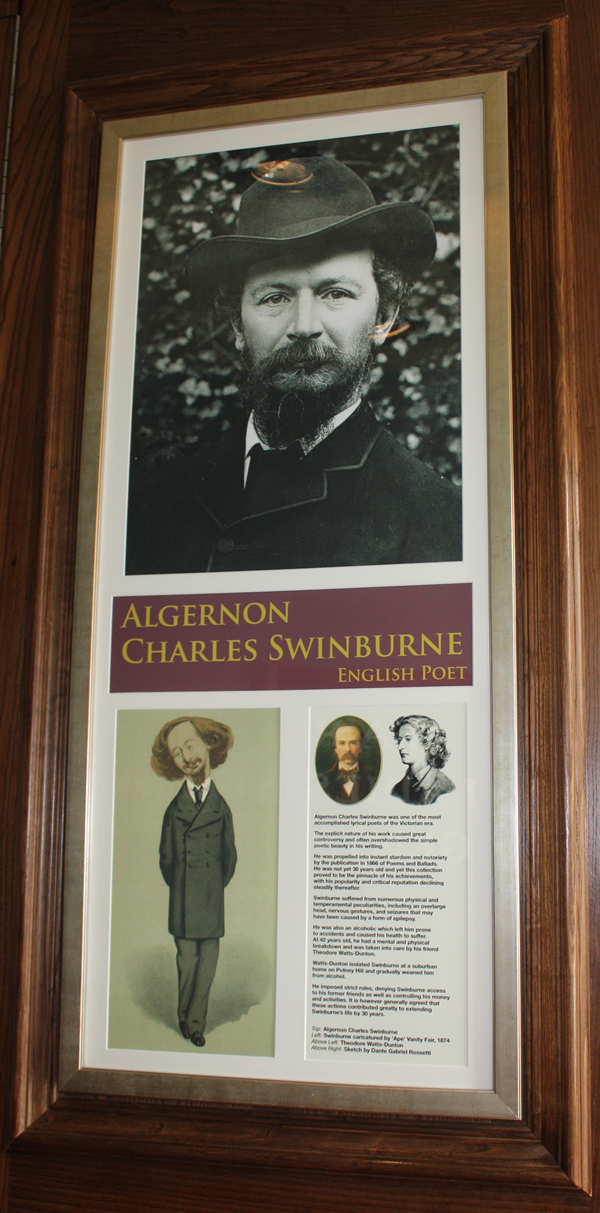 ALGERNON
CHARLES SWINBURNE
ENGLISH POET
Algernon Charles Swinburne was one of the most
accomplished lyrical poets of the Victorian era.
The explicit nature of his work caused great
controversy and often overshadowed the simple
poetic beauty in his writing.
He was propelled into instant stardom and notoriety
by the publication in 1866 of Poems and Ballads.
He was not yet 30 years old and yet this collection
proved to be the pinnacle of his achievements,
with his popularity and critical reputation declining
steadily thereafter.
Swinburne suffered from numerous physical and
temperamental peculiarities, including an overlarge
head, nervous gestures, and seizures that may
have been caused by a form of epilepsy.
He was also an alcoholic which left him prone
to accidents and caused his health to suffer.
At 42 years old, he had a mental and physical
breakdown and was taken into care by his friend
Theodore Watts-Dunton.
Watts-Dunton isolated Swinburne at a suburban
home on Putney Hill and gradually weaned him
from alcohol.
He imposed strict rules, denying Swinburne access
to his former friends as well as controlling his money
and activities. It is however generally agreed that
these actions contributed greatly to extending
Swinburne's life by 30 years.
Top: Algernon Charles Swinburne
Left: Swinburne caricatured by 'Ape' Vanity Fair, 1874
Above Left: Theodore Watts-Dunton
Above Right: Sketch by Dante Gabriel Rossetti